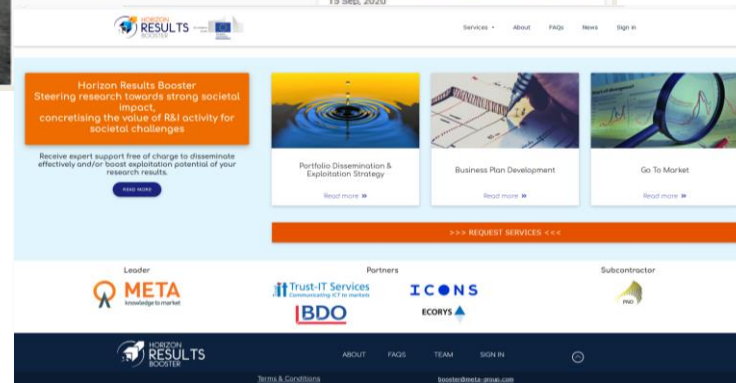 15 Sep, 2020
HORIZON
RESULTS
BOOSTER
Services
About
FAQs
News
Sign in
Horizon Results Booster
Steering research towards strong societal
impact,
concretising the value of R&I activity for
societal challenges
Receive expert support free of charge to disseminate
effectively and/or boost exploitation potential of your
research results.
READ MORE
Portfolio Dissemination &
Exploitation Strategy
Read more »
Business Plan Development
Read more »
Go To Market
Read more »
>>> REQUEST SERVICES <<<
Leader
Partners
Subcontractor
META
knowledge to market
Trust-IT Services
Communicating ICT to markets
ICONS
BDO
ECORYS
PNO
HORIZON
RESULTS
BOOSTER
ABOUT
FAQS
TEAM
SIGN IN
Terms & Conditions
booster@meta-group.com